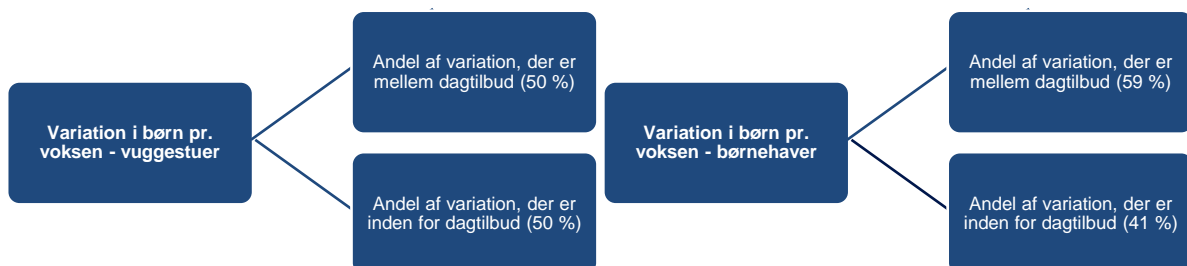 Variation i børn pr.
voksen - vuggestuer
Andel af variation, der er
mellem dagtilbud (50 %)
Andel af variation, der er
inden for dagtilbud (50 %)
Variation i børn pr.
voksen - børnehaver
Andel af variation, der er
mellem dagtilbud (59 %)
Andel af variation, der er
inden for dagtilbud (41 %)